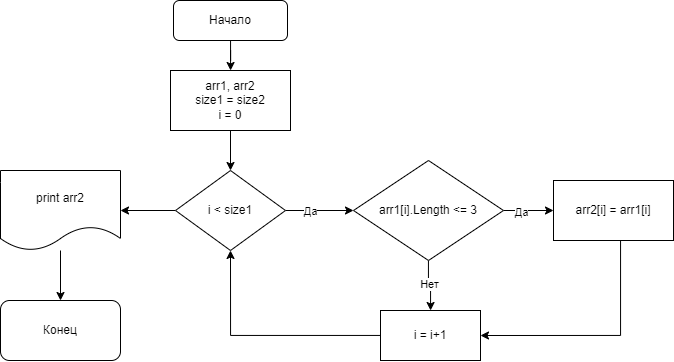 Начало
arr1, arr2
size1 = size2
i = 0
print arr2
i < size1
Да
arr1[i].Length <= 3
Да
arr2[i] = arr1[i]
Нет
Конец
i = i+1